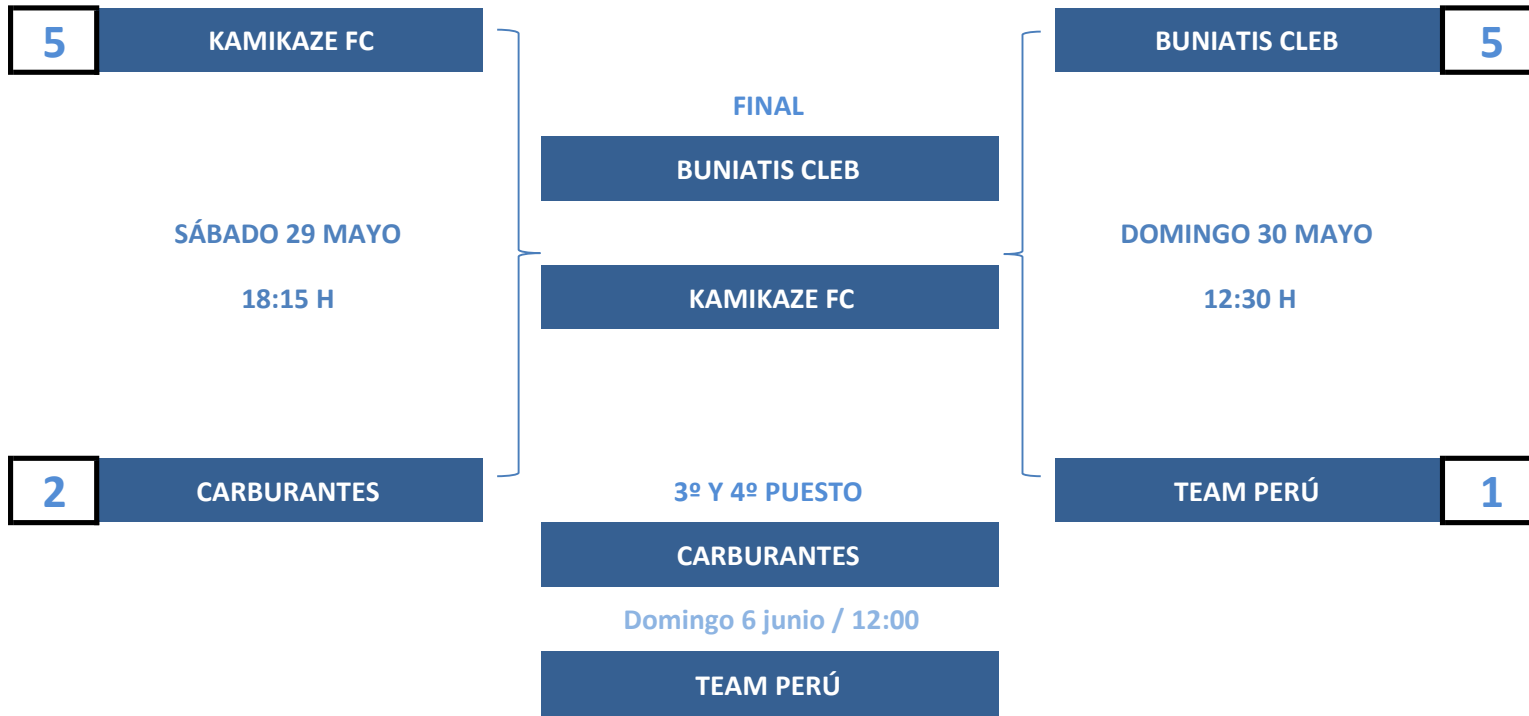 5
KAMIKAZE FC
BUNIATIS CLEB
5
FINAL
BUNIATIS CLEB
SÁBADO 29 MAYO
DOMINGO 30 MAYO
18:15 H
KAMIKAZE FC
12:30 H
2
CARBURANTES
3º Y 4º PUESTO
TEAM PERÚ
1
CARBURANTES
Domingo 6 junio / 12:00
TEAM PERÚ